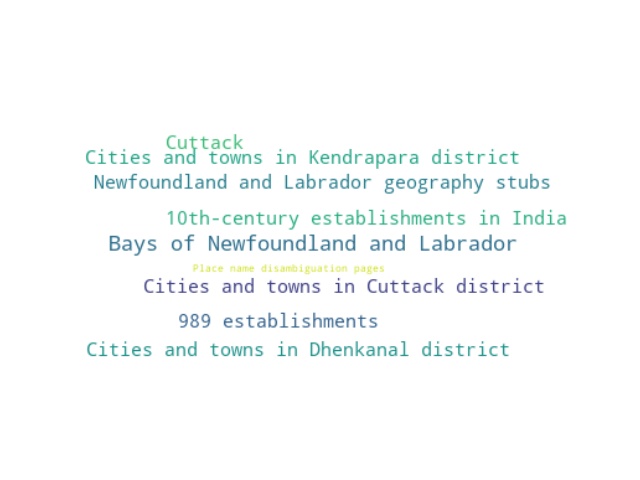 Cuttack
Cities and towns in Kendrapara district
Newfoundland and Labrador geography stubs
10th-century establishments in India
Bays of Newfoundland and Labrador
Place name disambiguation pages
Cities and towns in Cuttack district
989 establishments
Cities and towns in Dhenkanal district